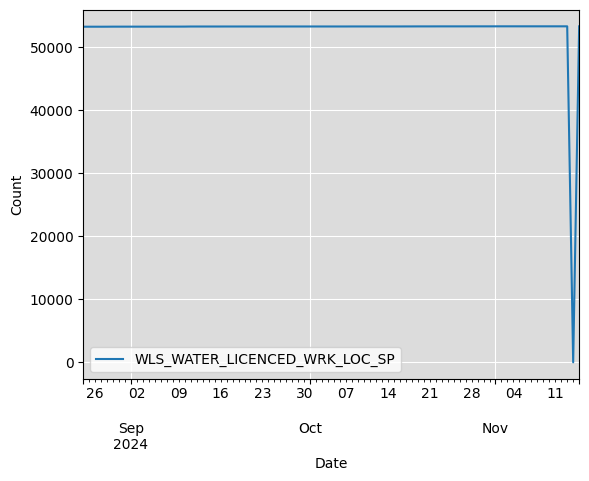 50000
40000
30000
20000
10000
0
Count
WLS_WATER_LICENCED_WRK_LOC_SP
26 02 09 16 23 30 07 14 21 28 04 11
Sep Oct Nov
2024
Date